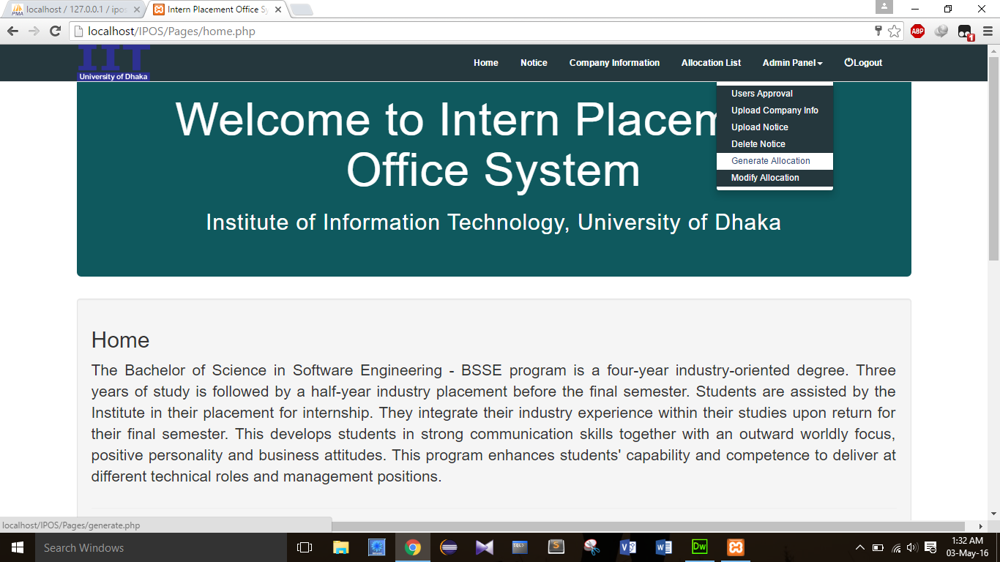 localhost / 127.0.0.1 / ipos
Intern Placement Office Sy
localhost/IPOS/Pages/home.php
ABP
1
IIT
University of Dhaka
Home
Notice
Company Information
Allocation List
Admin Panel
Logout
Users Approval
Upload Company Info
Upload Notice
Delete Notice
Generate Allocation
Modify Allocation
Welcome to Intern Placem
Office System
Institute of Information Technology, University of Dhaka
Home
The Bachelor of Science in Software Engineering - BSSE program is a four-year industry-oriented degree. Three
years of study is followed by a half-year industry placement before the final semester. Students are assisted by the
Institute in their placement for internship. They integrate their industry experience within their studies upon return for
their final semester. This develops students in strong communication skills together with an outward worldly focus,
positive personality and business attitudes. This program enhances students' capability and competence to deliver at
different technical roles and management positions.
localhost/IPOS/Pages/generate.php
Search Windows
SQL
S
V
W
Dw
1:32 AM
03-May-16